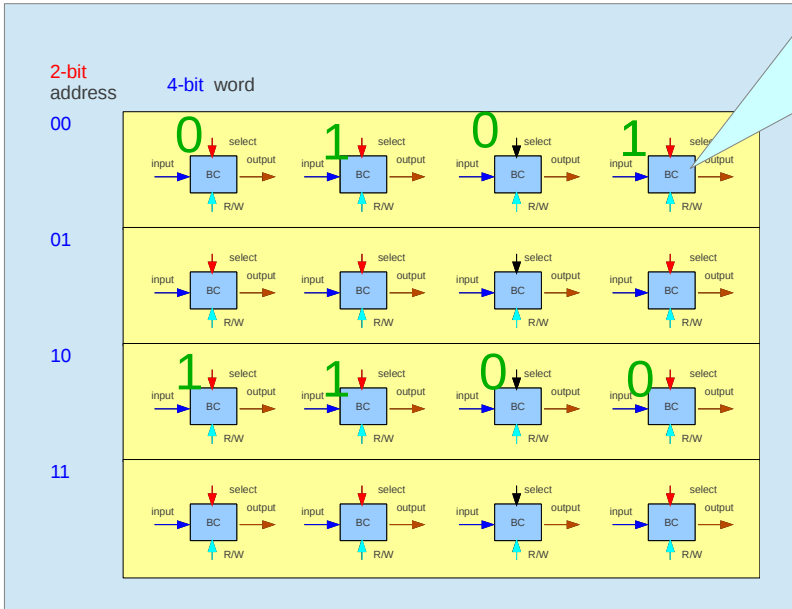 2-bit
address 4-bit word
00
0 1 0 1
select select select select
input output input output input output input output
BC BC BC BC
R/W R/W R/W R/W
01
select select select select
input output input output input output input output
BC BC BC BC
R/W R/W R/W R/W
10
1 1 0 0
select select select select
input output input output input output input output
BC BC BC BC
R/W R/W R/W R/W
11
select select select select
input output input output input output input output
BC BC BC BC
R/W R/W R/W R/W